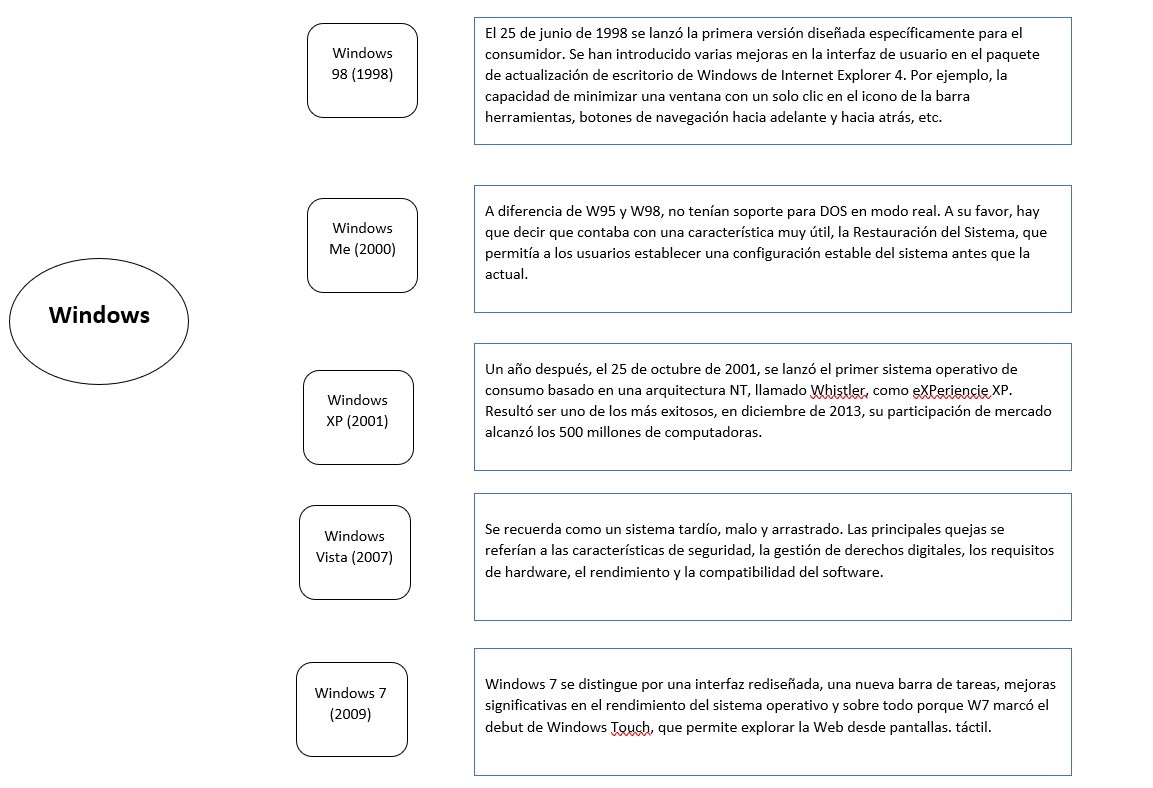 Windows
98 (1998)
El 25 de junio de 1998 se lanzó la primera versión diseñada específicamente para el
consumidor. Se han introducido varias mejoras en la interfaz de usuario en el paquete
de actualización de escritorio de Windows de Internet Explorer 4. Por ejemplo, la
capacidad de minimizar una ventana con un solo clic en el icono de la barra
herramientas, botones de navegación hacia adelante y hacia atrás, etc.
Windows
Me (2000)
A diferencia de W95 y W98, no tenían soporte para DOS en modo real. A su favor, hay
que decir que contaba con una característica muy útil, la Restauración del Sistema, que
permitía a los usuarios establecer una configuración estable del sistema antes que la
actual.
Windows
Windows
XP (2001)
Un año después, el 25 de octubre de 2001, se lanzó el primer sistema operativo de
consumo basado en una arquitectura NT, llamado Whistler, como eXPeriencie XP.
Resultó ser uno de los más exitosos, en diciembre de 2013, su participación de mercado
alcanzó los 500 millones de computadoras.
Windows
Vista (2007)
Se recuerda como un sistema tardío, malo y arrastrado. Las principales quejas se
referían a las características de seguridad, la gestión de derechos digitales, los requisitos
de hardware, el rendimiento y la compatibilidad del software.
Windows 7
(2009)
Windows 7 se distingue por una interfaz rediseñada, una nueva barra de tareas, mejoras
significativas en el rendimiento del sistema operativo y sobre todo porque W7 marcó el
debut de Windows Touch, que permite explorar la Web desde pantallas. táctil.